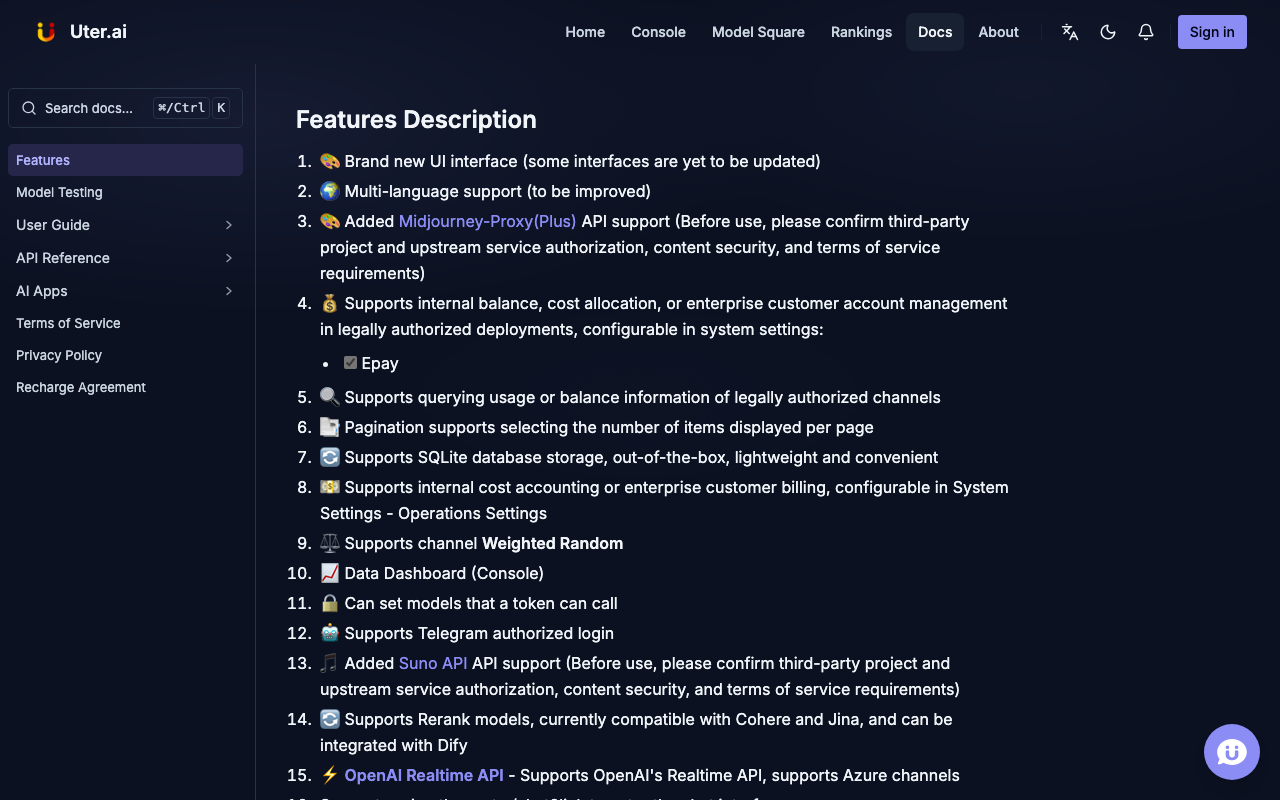 Uter.ai
Home
Console
Model Square
Rankings
Docs
About
Sign in
Search docs...
⌘/Ctrl
K
Features
Model Testing
User Guide
API Reference
AI Apps
Terms of Service
Privacy Policy
Recharge Agreement
Features Description
1. 🎨 Brand new UI interface (some interfaces are yet to be updated)
2. 🌍 Multi-language support (to be improved)
3. 🎨 Added Midjourney-Proxy(Plus) API support (Before use, please confirm third-party
project and upstream service authorization, content security, and terms of service
requirements)
4. 💰 Supports internal balance, cost allocation, or enterprise customer account management
in legally authorized deployments, configurable in system settings:
• ☑ Epay
5. 🔍 Supports querying usage or balance information of legally authorized channels
6. 📑 Pagination supports selecting the number of items displayed per page
7. 🔄 Supports SQLite database storage, out-of-the-box, lightweight and convenient
8. 💵 Supports internal cost accounting or enterprise customer billing, configurable in System
Settings - Operations Settings
9. ⚖️ Supports channel Weighted Random
10. 📈 Data Dashboard (Console)
11. 🔒 Can set models that a token can call
12. 🤖 Supports Telegram authorized login
13. 🎵 Added Suno API API support (Before use, please confirm third-party project and
upstream service authorization, content security, and terms of service requirements)
14. 🔄 Supports Rerank models, currently compatible with Cohere and Jina, and can be
integrated with Dify
15. ⚡ OpenAI Realtime API - Supports OpenAI's Realtime API, supports Azure channels